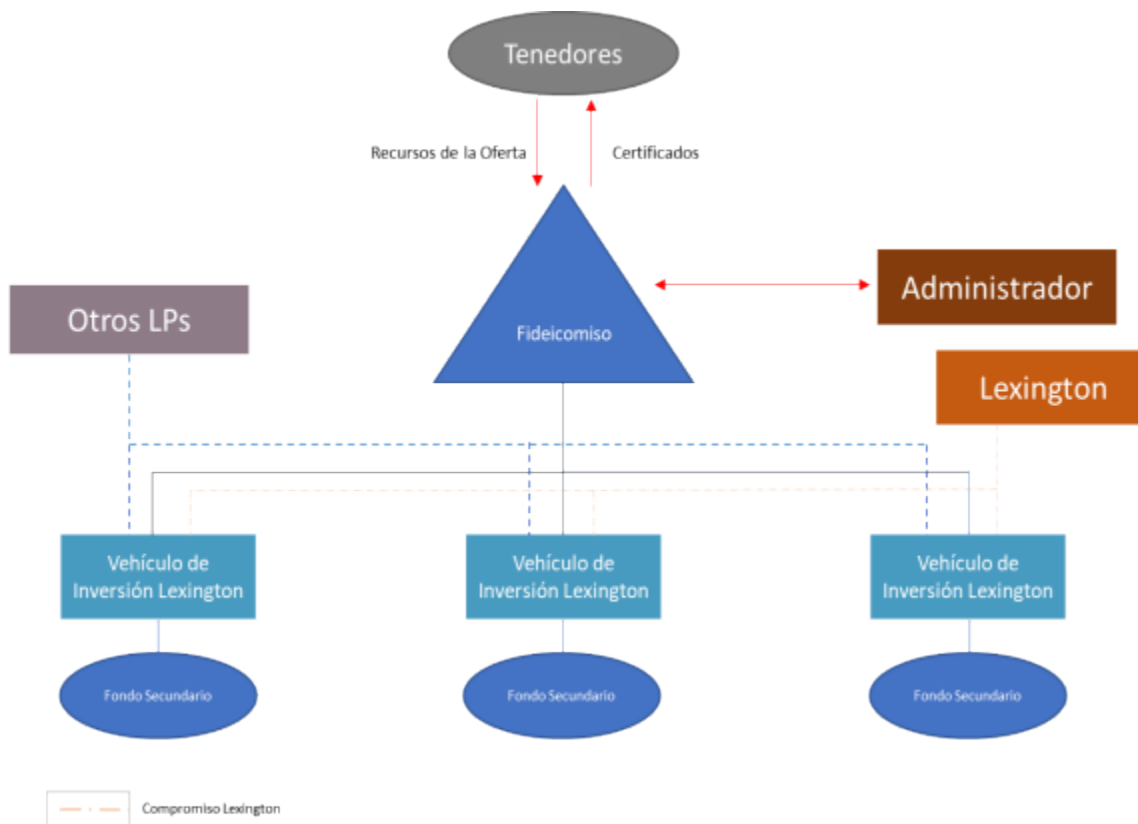 Tenedores
Recursos de la Oferta
Certificados
Administrador
Otros LPs
Fideicomiso
Lexington
Vehículo de
Inversión Lexington
Vehículo de
Inversión Lexington
Vehículo de
Inversión Lexington
Fondo Secundario
Fondo Secundario
Fondo Secundario
Compromiso Lexington